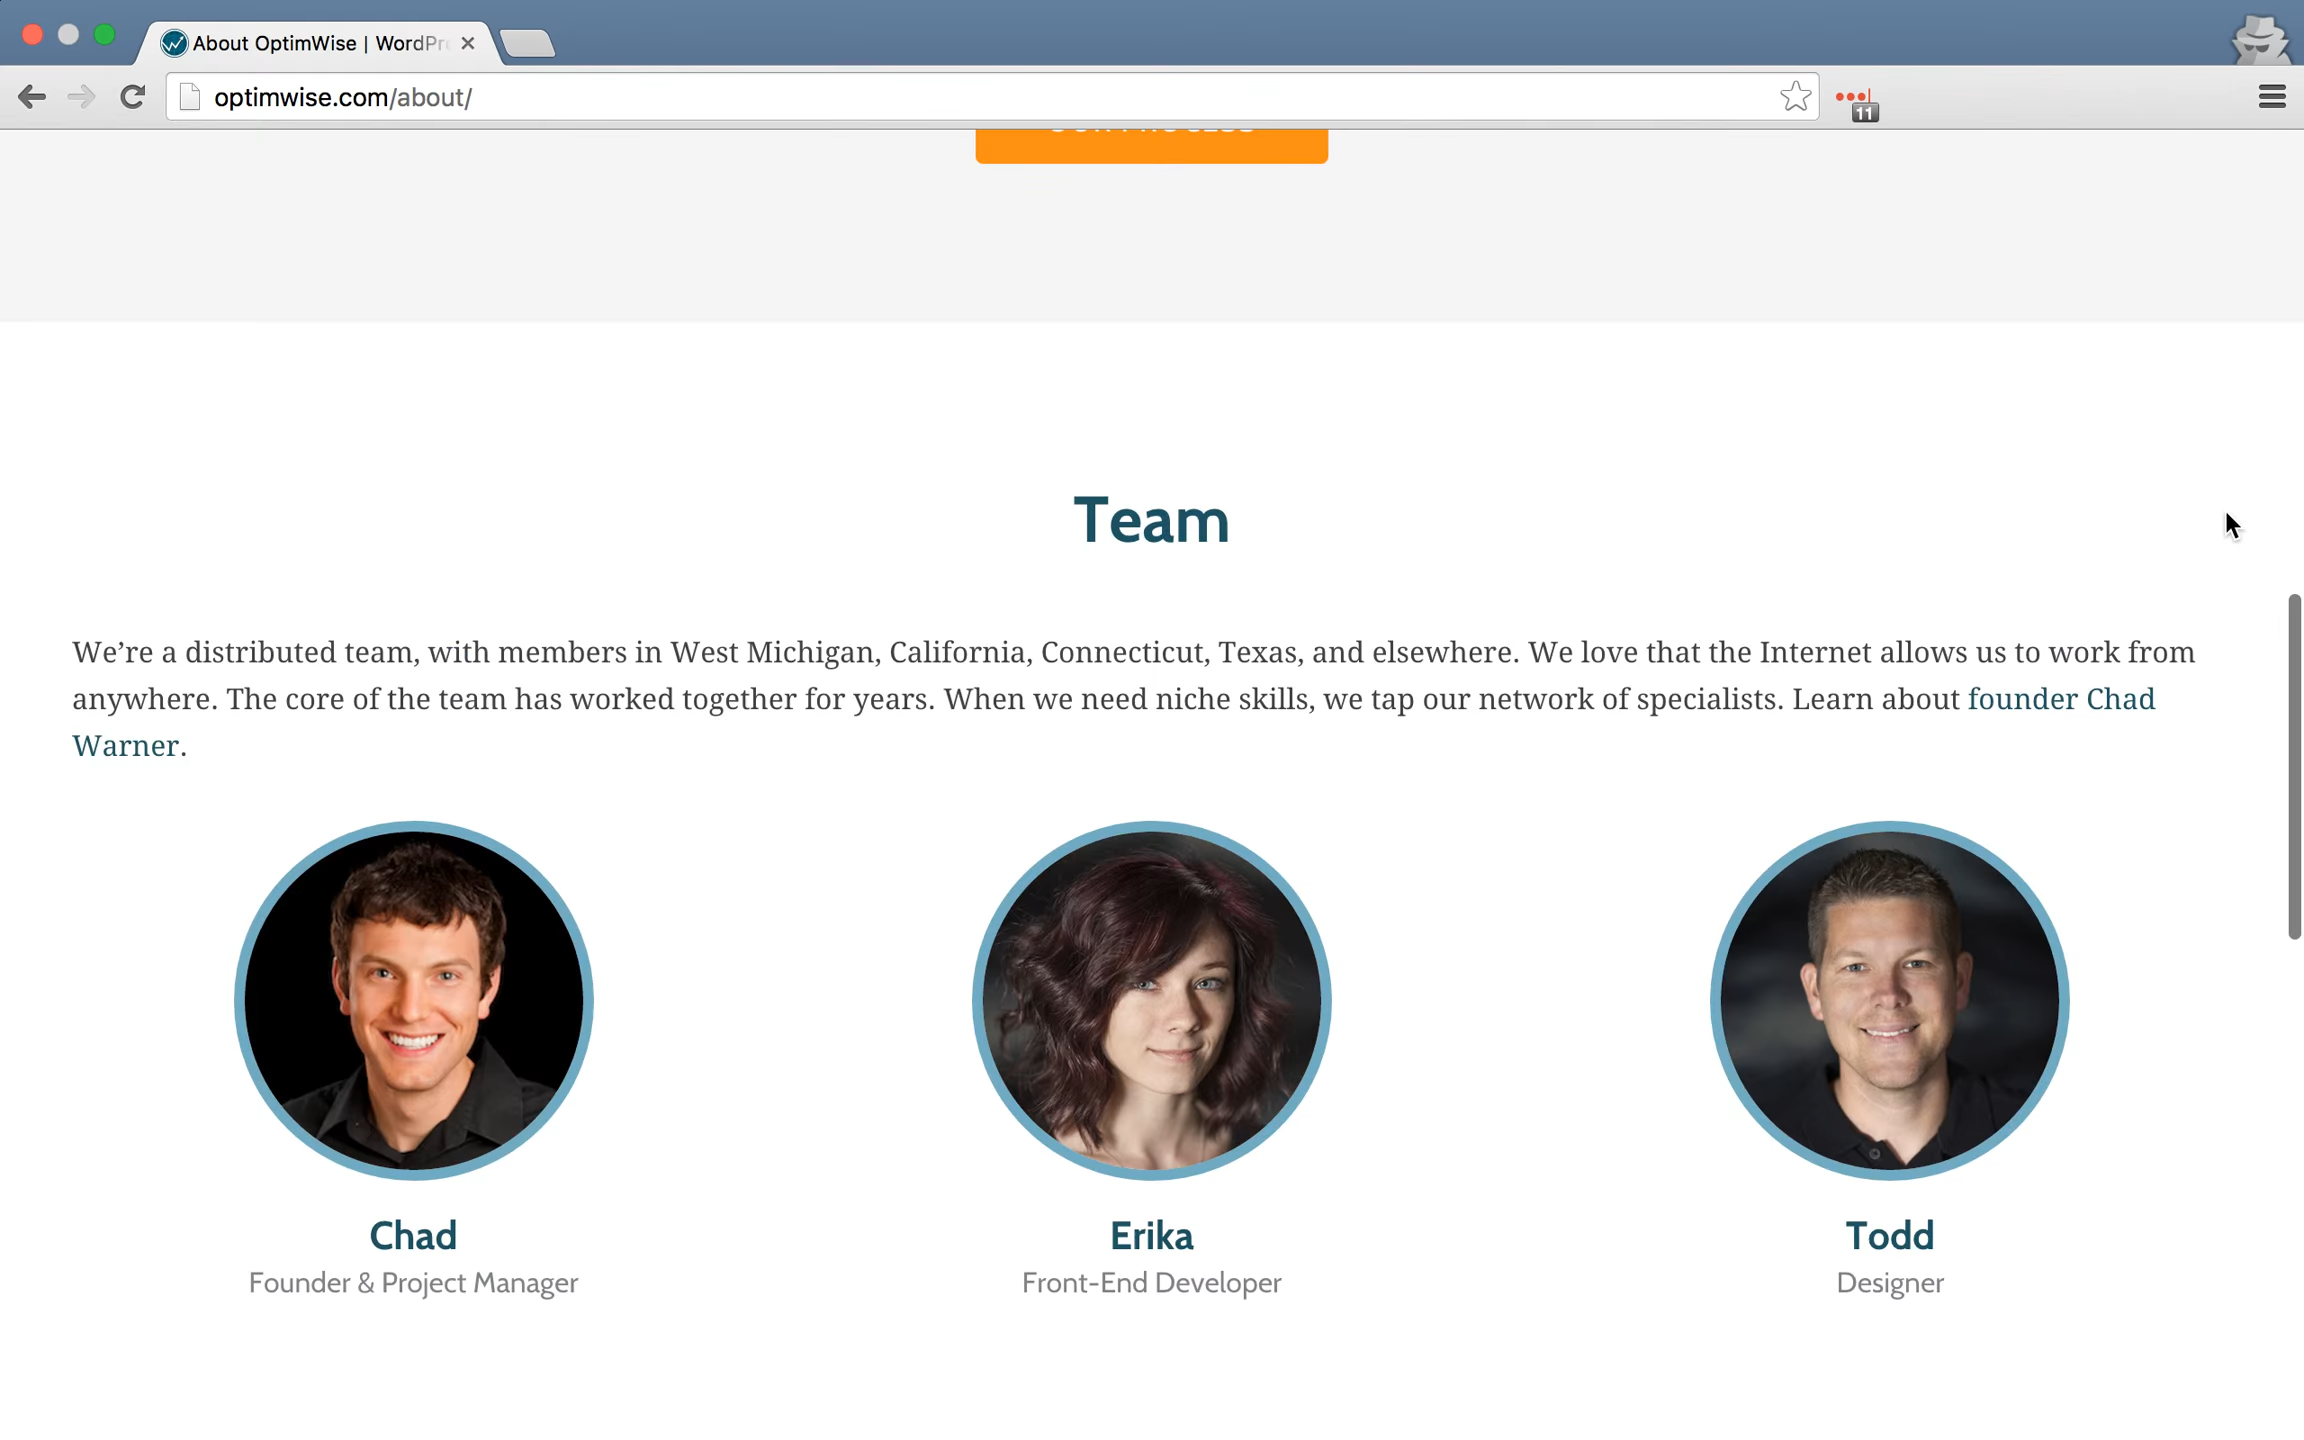 About OptimWise | WordPr
optimwise.com/about/
11
OUR PROCESS
Team
We’re a distributed team, with members in West Michigan, California, Connecticut, Texas, and elsewhere. We love that the Internet allows us to work from
anywhere. The core of the team has worked together for years. When we need niche skills, we tap our network of specialists. Learn about founder Chad
Warner.
Chad
Erika
Todd
Founder & Project Manager
Front-End Developer
Designer